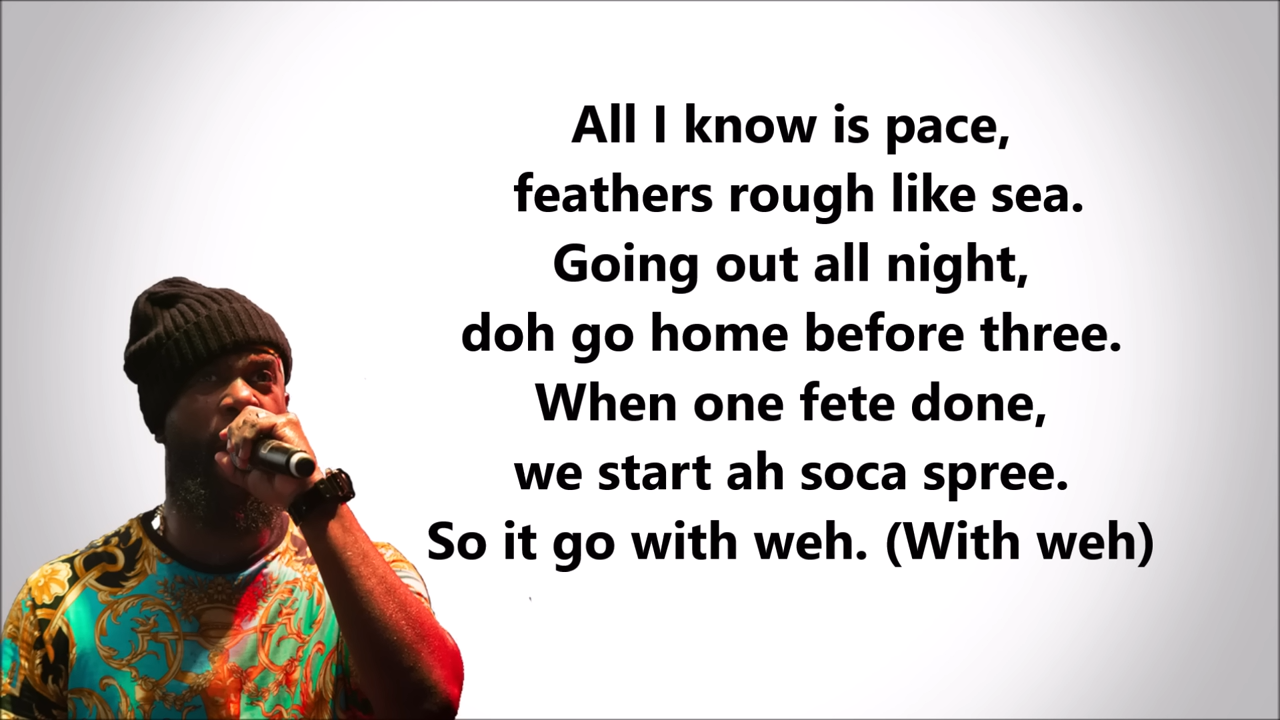 All I know is pace,
feathers rough like sea.
Going out all night,
doh go home before three.
When one fete done,
we start ah soca spree.
So it go with weh. (With weh)